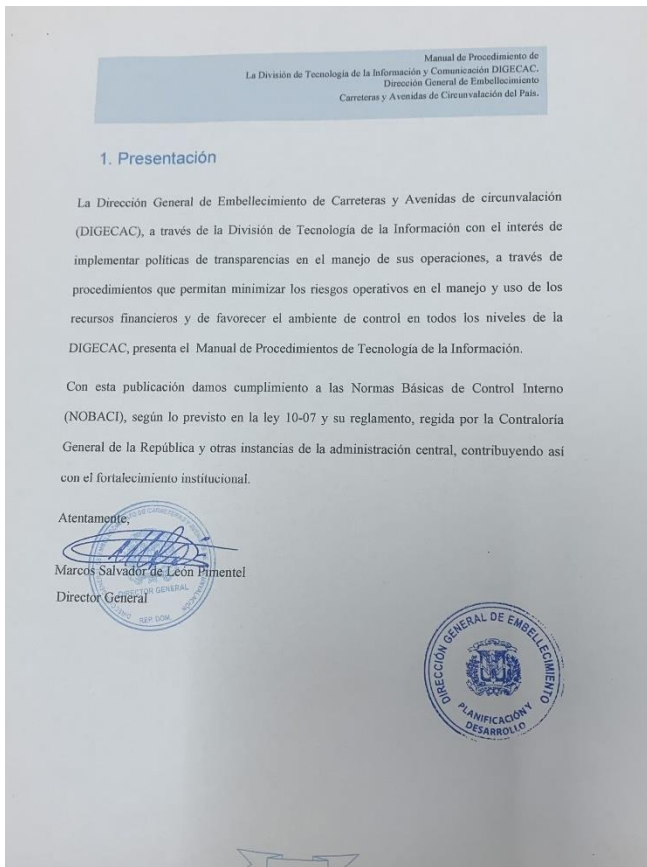 Manual de Procedimiento de
La División de Tecnología de la Información y Comunicación DIGECAC.
Dirección General de Embellecimiento
Carreteras y Avenidas de Circunvalación del País.
1. Presentación
La Dirección General de Embellecimiento de Carreteras y Avenidas de circunvalación
(DIGECAC), a través de la División de Tecnología de la Información con el interés de
implementar políticas de transparencias en el manejo de sus operaciones, a través de
procedimientos que permitan minimizar los riesgos operativos en el manejo y uso de los
recursos financieros y de favorecer el ambiente de control en todos los niveles de la
DIGECAC, presenta el Manual de Procedimientos de Tecnología de la Información.
Con esta publicación damos cumplimiento a las Normas Básicas de Control Interno
(NOBACI), según lo previsto en la ley 10-07 y su reglamento, regida por la Contraloría
General de la República y otras instancias de la administración central, contribuyendo así
con el fortalecimiento institucional.
Atentamente,
Marcos Salvador de León Pimentel
Director General
DIRECTOR GENERAL
REP. DOM.
DIRECCIÓN GENERAL DE EMBELLECIMIENTO
PLANIFICACIÓN Y
DESARROLLO